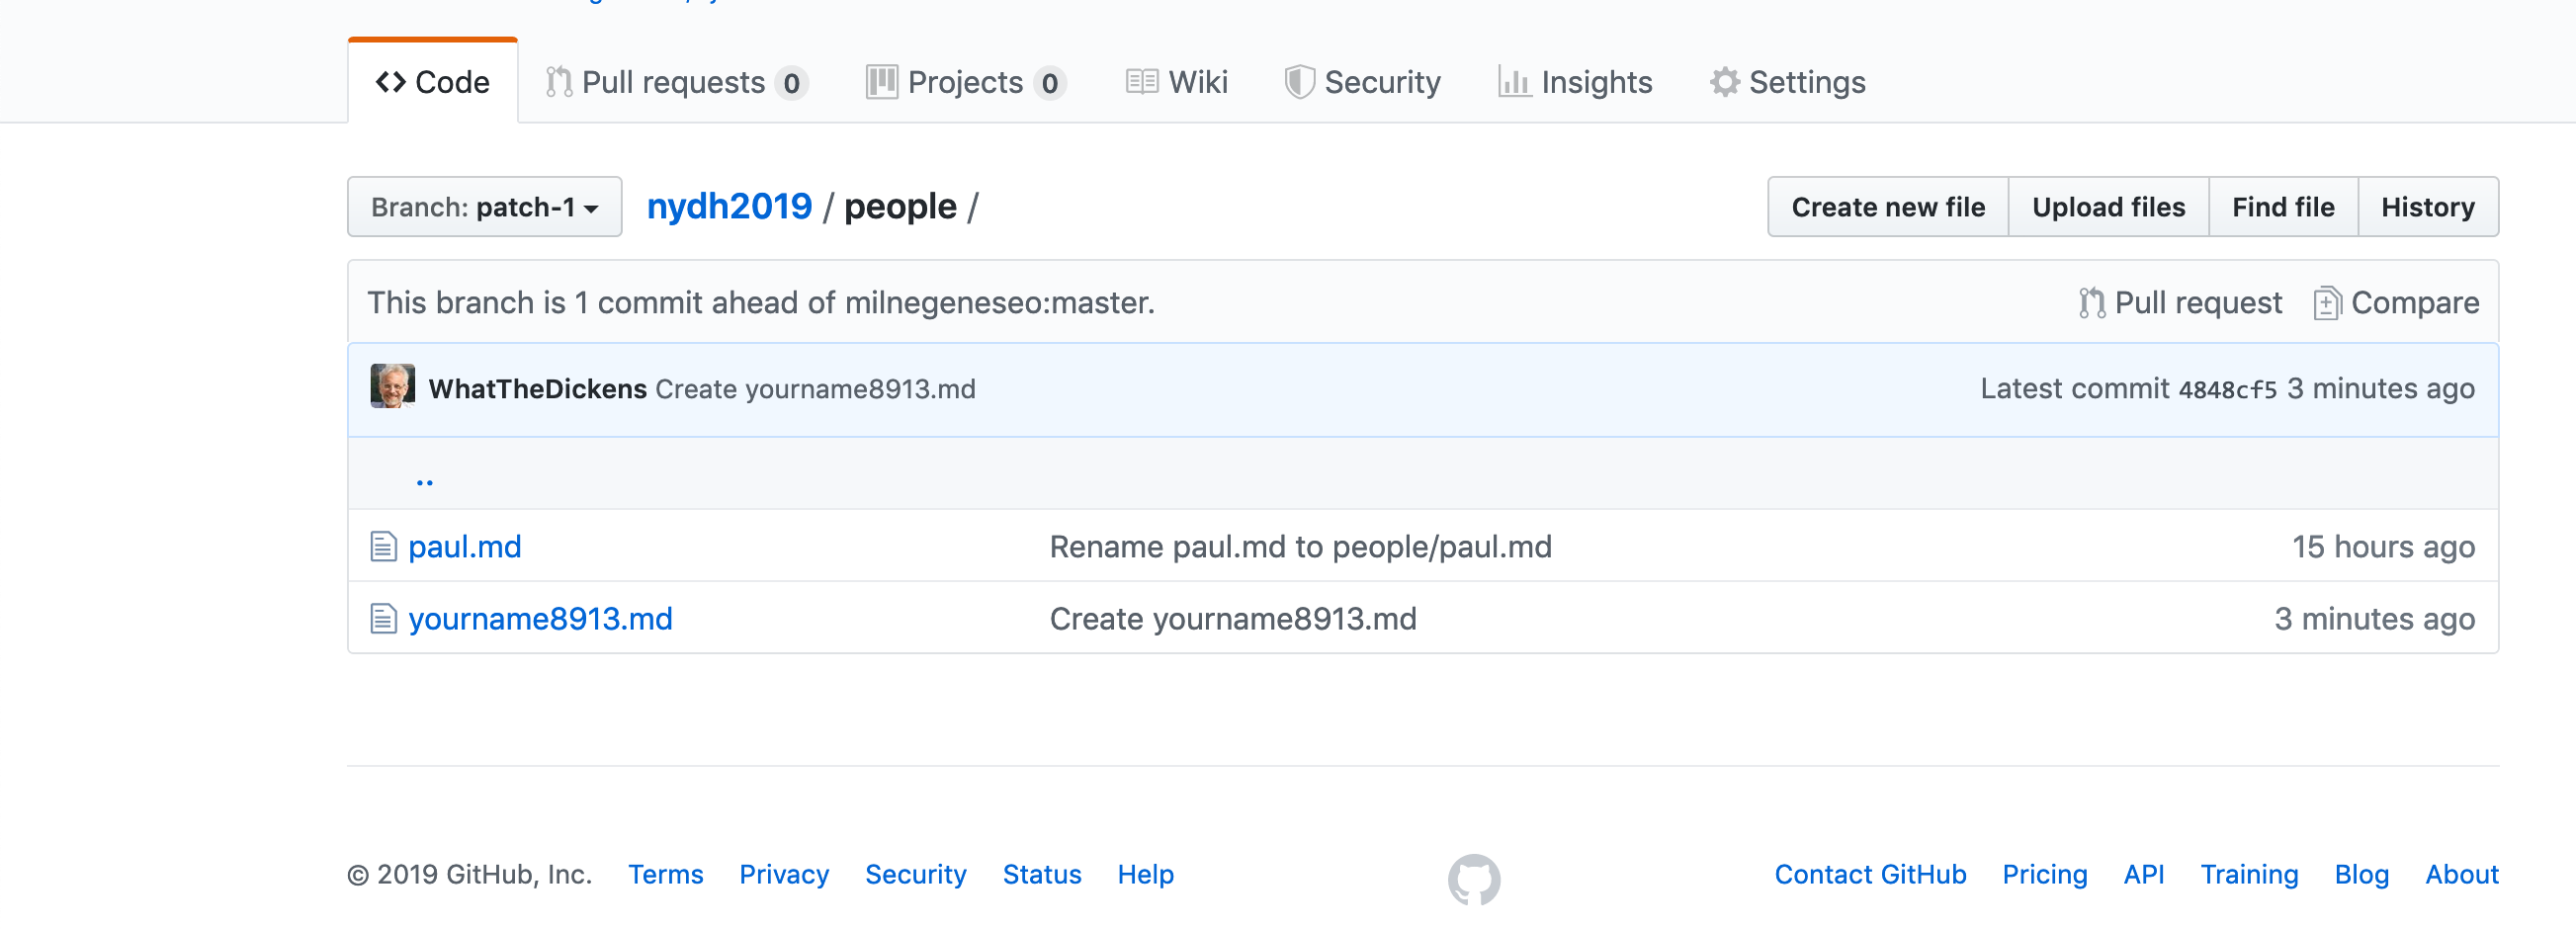 Code Pull requests 0 Projects 0 Wiki Security Insights Settings
Branch: patch-1 nydh2019 / people / Create new file Upload files Find file History
This branch is 1 commit ahead of milnegeneseo:master. Pull request Compare
WhatTheDickens Create yourname8913.md Latest commit 4848cf5 3 minutes ago
..
paul.md Rename paul.md to people/paul.md 15 hours ago
yourname8913.md Create yourname8913.md 3 minutes ago
© 2019 GitHub, Inc. Terms Privacy Security Status Help Contact GitHub Pricing API Training Blog About